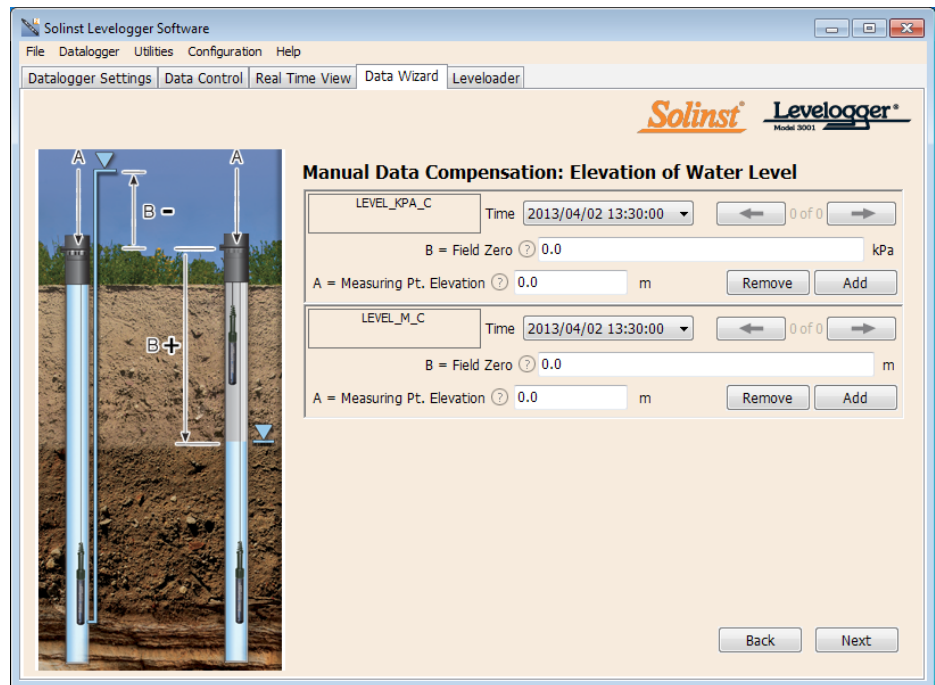 Solinst Levelogger Software
File Datalogger Utilities Configuration Help
Datalogger Settings Data Control Real Time View Data Wizard Leveloader
Solinst® Levelogger®
Model 3001
A A
B -
B +
Manual Data Compensation: Elevation of Water Level
LEVEL_KPA_C Time 2013/04/02 13:30:00 0 of 0
B = Field Zero ? 0.0 kPa
A = Measuring Pt. Elevation ? 0.0 m Remove Add
LEVEL_M_C Time 2013/04/02 13:30:00 0 of 0
B = Field Zero ? 0.0 m
A = Measuring Pt. Elevation ? 0.0 m Remove Add
Back Next